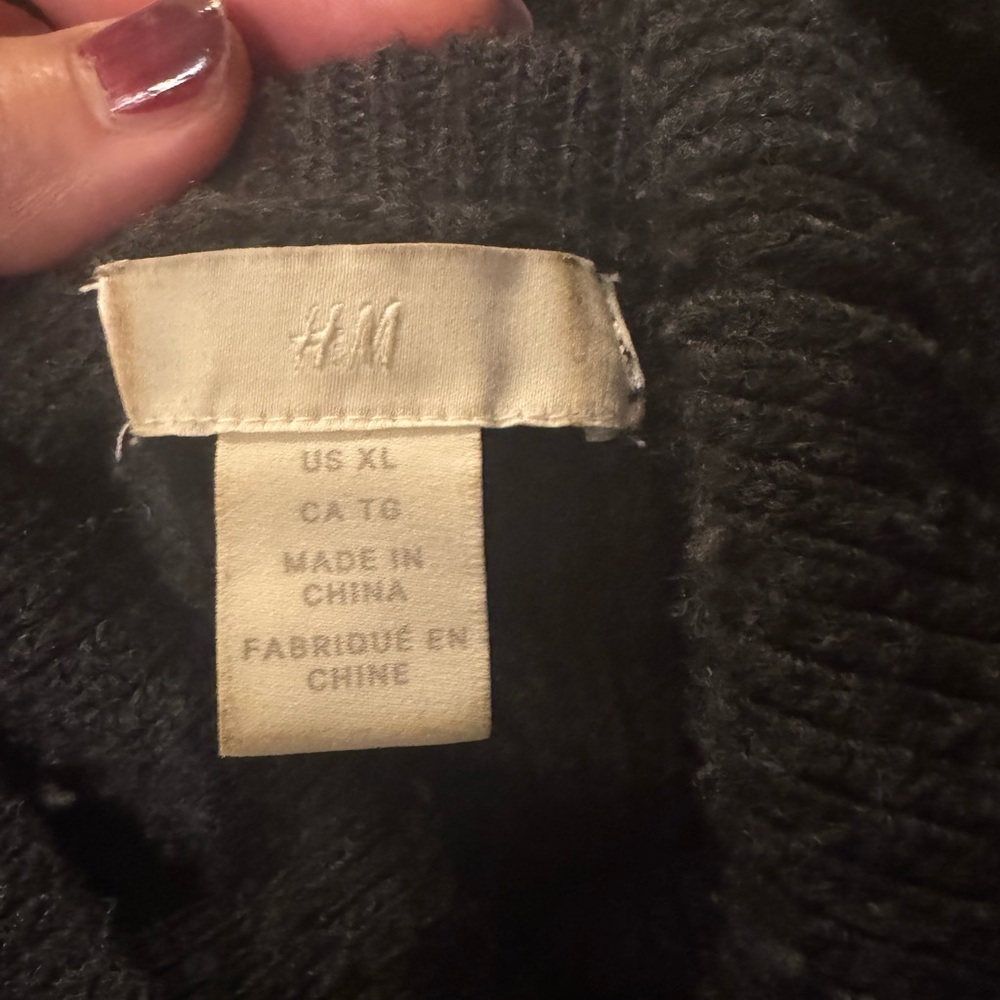 H&M
US XL
CA TG
MADE IN
CHINA
FABRIQUÉ EN
CHINE